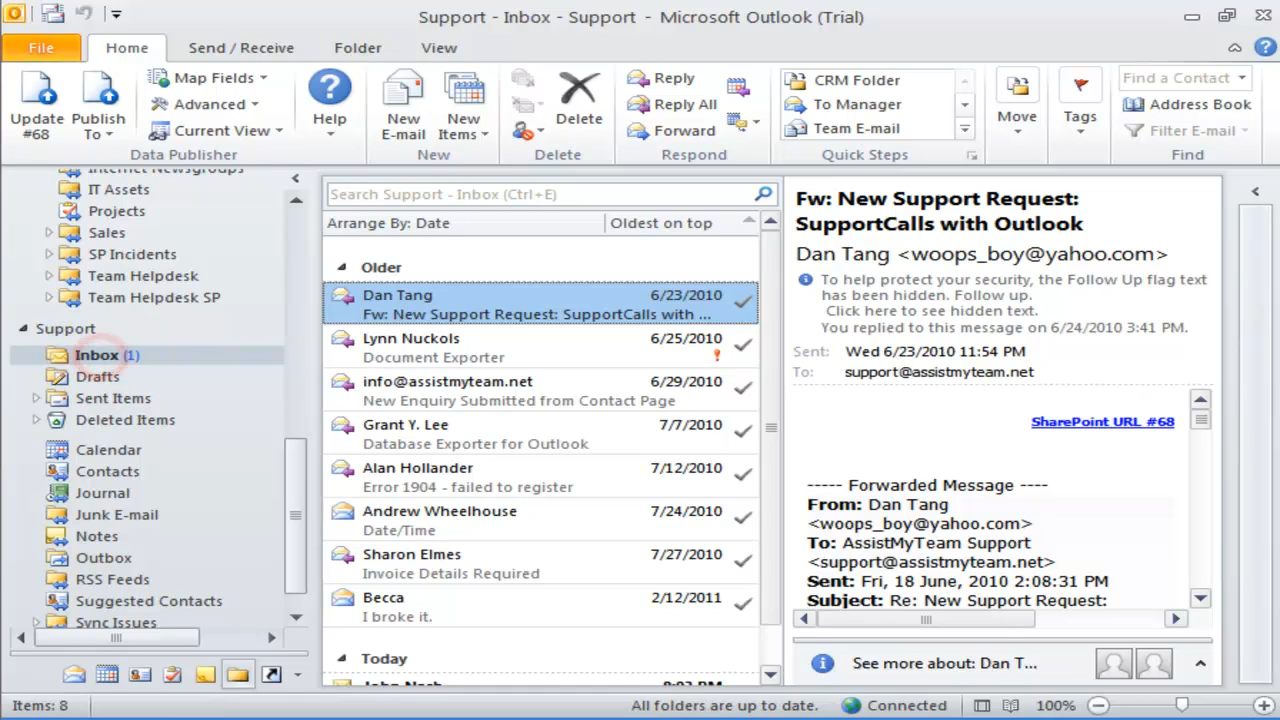 Support - Inbox - Support - Microsoft Outlook (Trial)
File Home Send / Receive Folder View
Update #68
Publish To
Map Fields
Advanced
Current View
Data Publisher
Help
New E-mail
New Items
New
Delete
Delete
Reply
Reply All
Forward
Respond
CRM Folder
To Manager
Team E-mail
Quick Steps
Move
Tags
Find a Contact
Address Book
Filter E-mail
Find
Internet Newsgroups
IT Assets
Projects
Sales
SP Incidents
Team Helpdesk
Team Helpdesk SP
Support
Inbox (1)
Drafts
Sent Items
Deleted Items
Calendar
Contacts
Journal
Junk E-mail
Notes
Outbox
RSS Feeds
Suggested Contacts
Sync Issues
Search Support - Inbox (Ctrl+E)
Arrange By: Date Oldest on top
Older
Dan Tang 6/23/2010
Fw: New Support Request: SupportCalls with ...
Lynn Nuckols 6/25/2010
Document Exporter
info@assistmyteam.net 6/29/2010
New Enquiry Submitted from Contact Page
Grant Y. Lee 7/7/2010
Database Exporter for Outlook
Alan Hollander 7/12/2010
Error 1904 - failed to register
Andrew Wheelhouse 7/24/2010
Date/Time
Sharon Elmes 7/27/2010
Invoice Details Required
Becca 2/12/2011
I broke it.
Today
Fw: New Support Request:
SupportCalls with Outlook
Dan Tang <woops_boy@yahoo.com>
To help protect your security, the Follow Up flag text
has been hidden. Follow up.
Click here to see hidden text.
You replied to this message on 6/24/2010 3:41 PM.
Sent: Wed 6/23/2010 11:54 PM
To: support@assistmyteam.net
SharePoint URL #68
----- Forwarded Message ----
From: Dan Tang
<woops_boy@yahoo.com>
To: AssistMyTeam Support
<support@assistmyteam.net>
Sent: Fri, 18 June, 2010 2:08:31 PM
Subject: Re: New Support Request:
See more about: Dan T...
Items: 8 All folders are up to date. Connected 100%